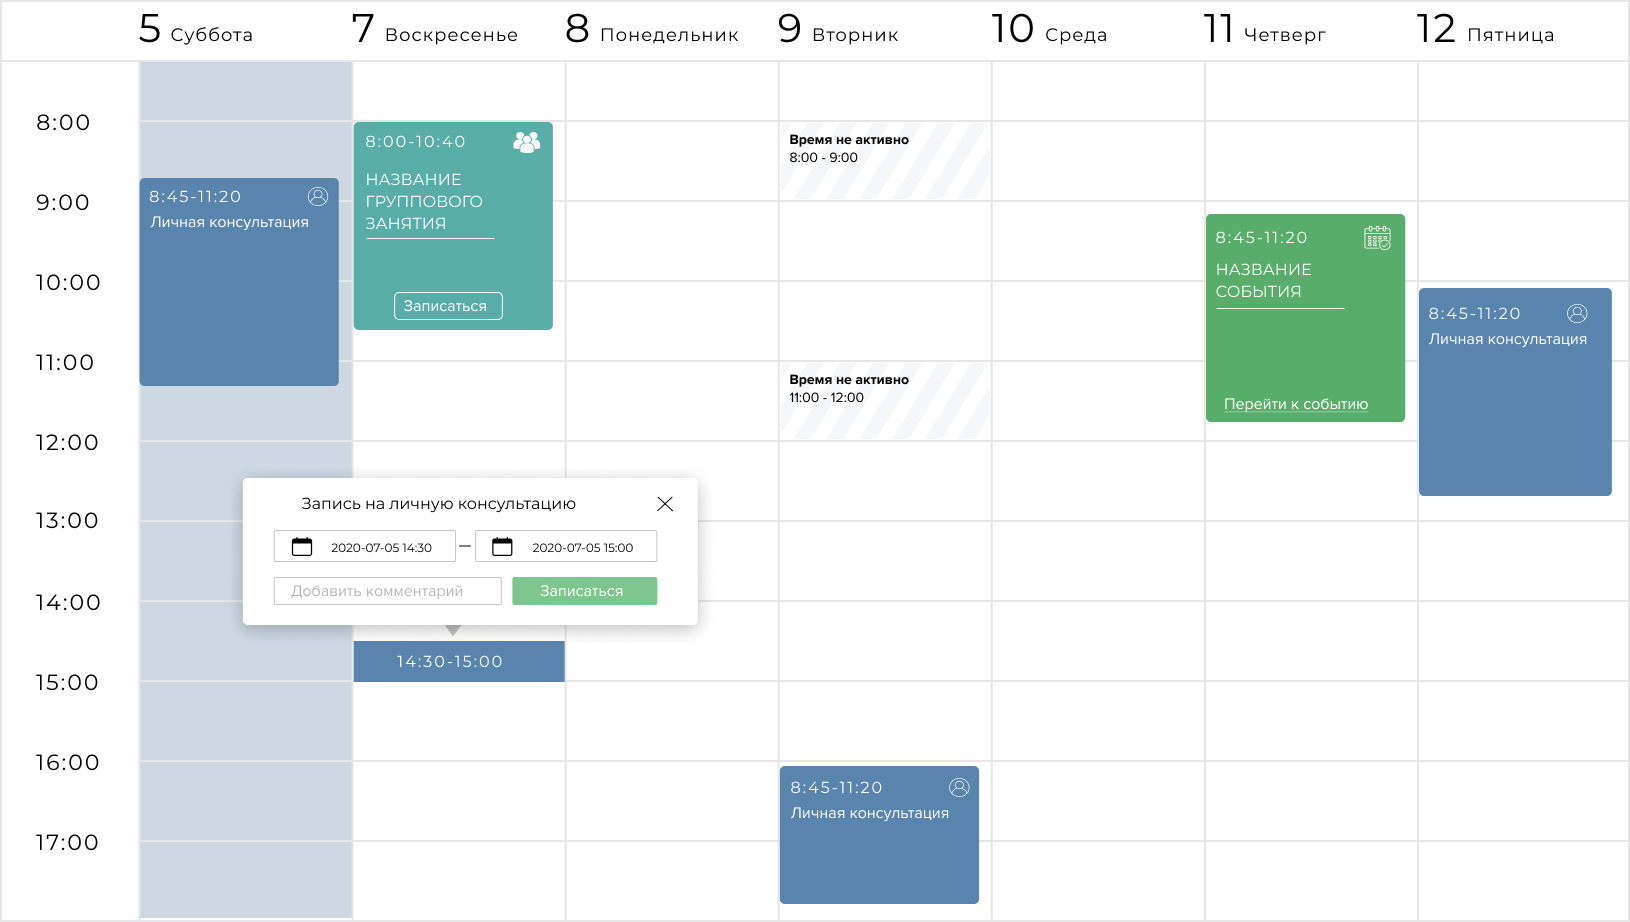 5 Суббота
7 Воскресенье
8 Понедельник
9 Вторник
10 Среда
11 Четверг
12 Пятница
8:00
9:00
10:00
11:00
12:00
13:00
14:00
15:00
16:00
17:00
8:45-11:20
Личная консультация
8:00-10:40
НАЗВАНИЕ
ГРУППОВОГО
ЗАНЯТИЯ
Записаться
Запись на личную консультацию
2020-07-05 14:30 — 2020-07-05 15:00
Добавить комментарий
Записаться
14:30-15:00
Время не активно
8:00 - 9:00
Время не активно
11:00 - 12:00
8:45-11:20
Личная консультация
8:45-11:20
НАЗВАНИЕ
СОБЫТИЯ
Перейти к событию
8:45-11:20
Личная консультация